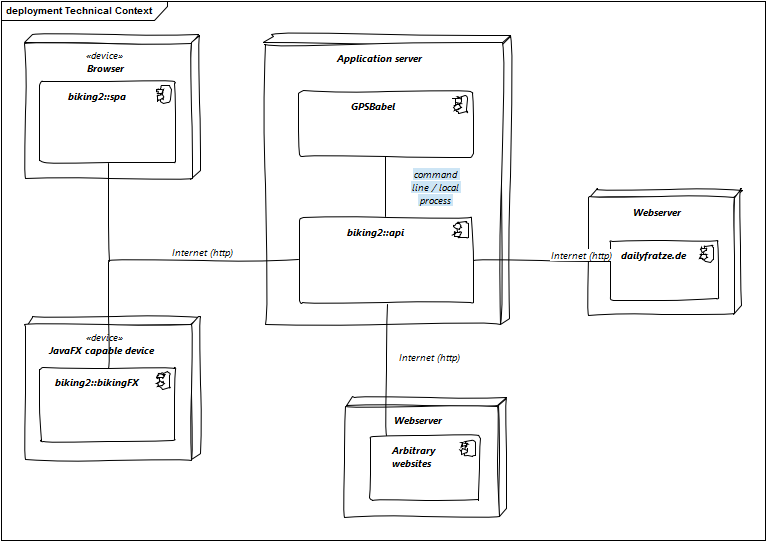 deployment Technical Context
«device»
Browser
biking2::spa
Application server
GPSBabel
command
line / local
process
biking2::api
Internet (http)
Internet (http)
Webserver
dailyfratze.de
«device»
JavaFX capable device
biking2::bikingFX
Internet (http)
Webserver
Arbitrary
websites